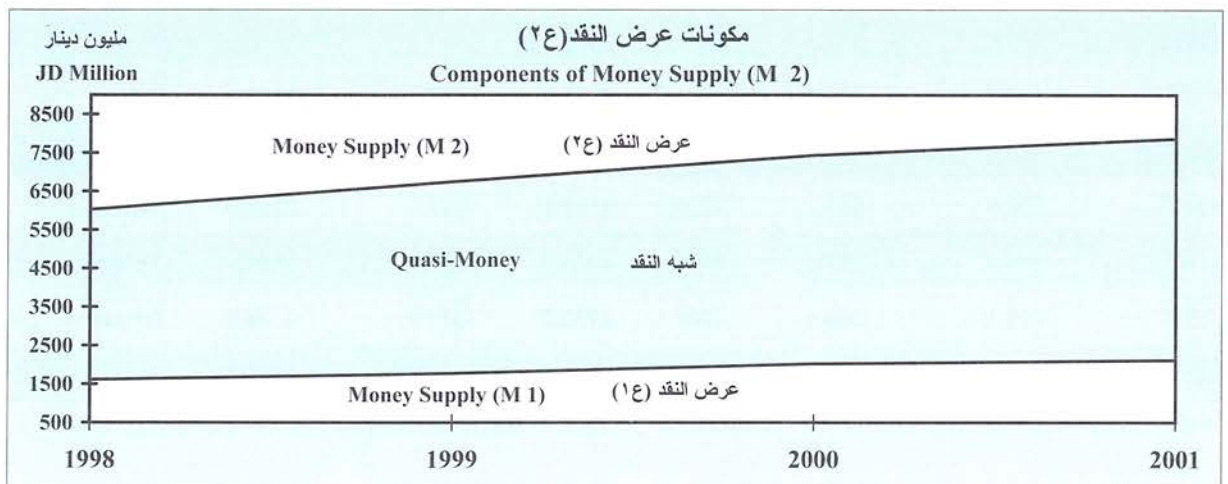 مكونات عرض النقد(ع٢)
مليون دينار
JD Million
Components of Money Supply (M 2)
8500
7500
6500
5500
4500
3500
2500
1500
500
Money Supply (M 2) عرض النقد (ع٢)
Quasi-Money شبه النقد
Money Supply (M 1) عرض النقد (ع١)
1998 1999 2000 2001